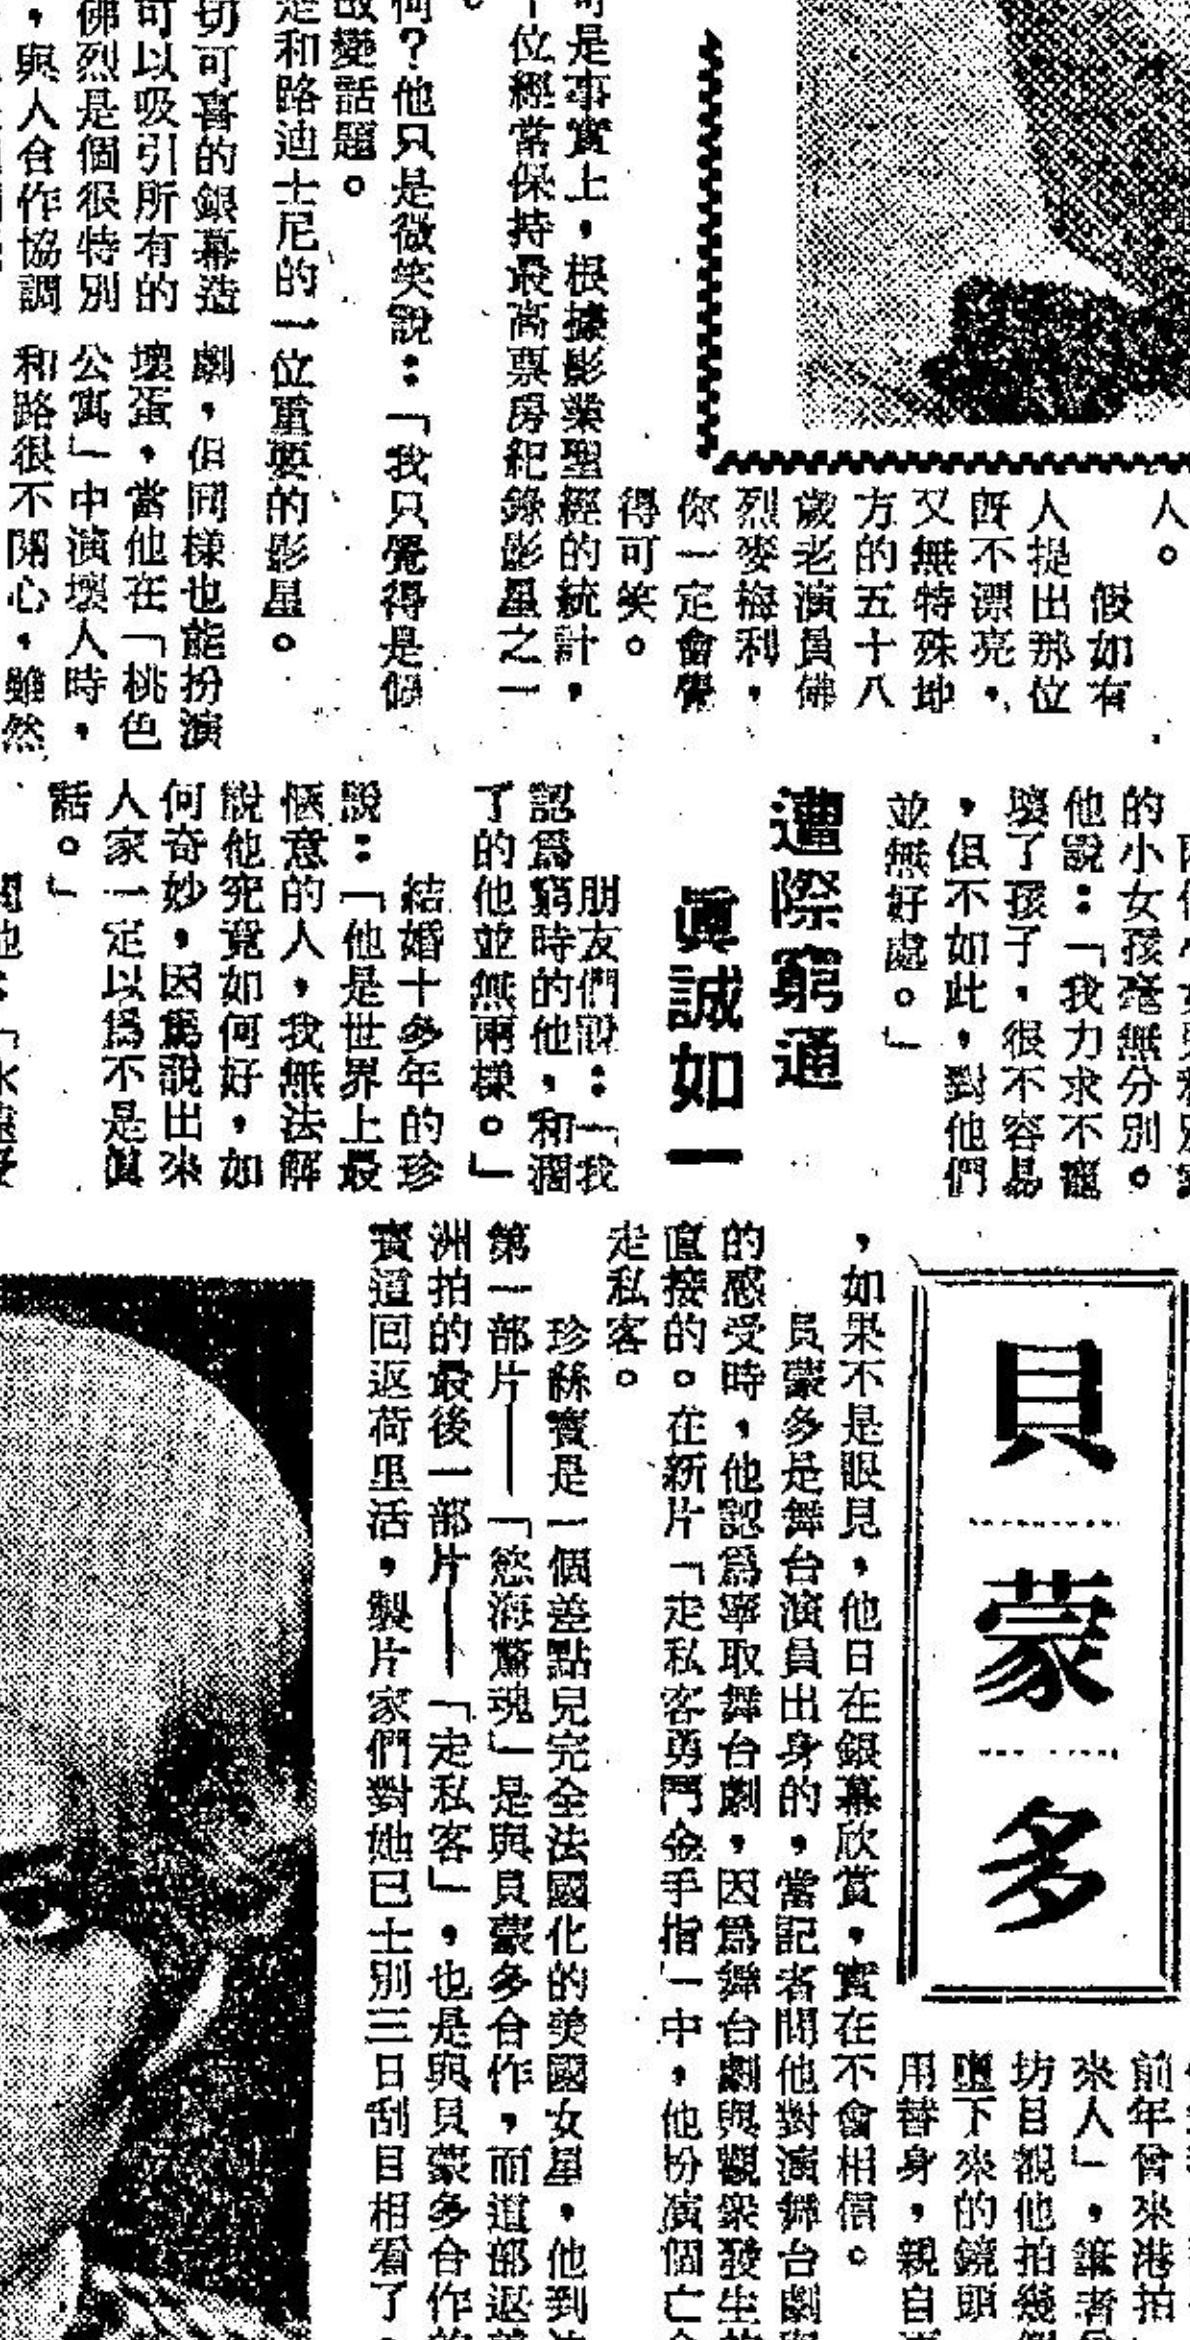 人。
假如有
人提出那位
既不漂亮，
又無特殊地
方的五十八
歲老演員佛
烈麥梅利，
你一定會覺
得可笑。
是事實上，根據影業聖經的統計，
位經常保持最高票房紀錄影星之一
。
何？他只是微笑說：「我只覺得是個
故變話題。
是和路迪士尼的一位重要的影星。
切可喜的銀幕造
可以吸引所有的
佛烈是個很特別
，與人合作協調
劇，但同樣也能扮演
壞蛋，當他在「桃色
公寓」中演壞人時，
和路很不開心，雖然
的小女孩毫無分別。
他說：「我力求不寵
壞了孩子，很不容易
，但不如此，對他們
並無好處。」
遭際窮通
眞誠如一
朋友們說：「我
認爲窮時的他，和濶
了的他並無兩樣。」
結婚十多年的珍
說：「他是世界上最
愜意的人，我無法解
說他究竟如何好，如
何奇妙，因爲說出來
人家一定以爲不是眞
話。」
貝蒙多
前年曾來港拍
來人」，筆者
坊目視他拍幾個
下來的鏡頭
用替身，親自
，如果不是眼見，他日在銀幕欣賞，實在不會相信。
貝蒙多是舞台演員出身的，當記者問他對演舞台劇與
的感受時，他認爲寧取舞台劇，因爲舞台劇與觀衆發生
直接的。在新片「走私客勇鬥金手指」中，他扮演個亡命
走私客。
珍絲寶是一個差點兒完全法國化的美國女星，他到法
第一部片——「慾海驚魂」是與貝蒙多合作，而這部返美
洲拍的最後一部片——「走私客」，也是與貝蒙多合作的
寶這回返荷里活，製片家們對她已士別三日刮目相看了。